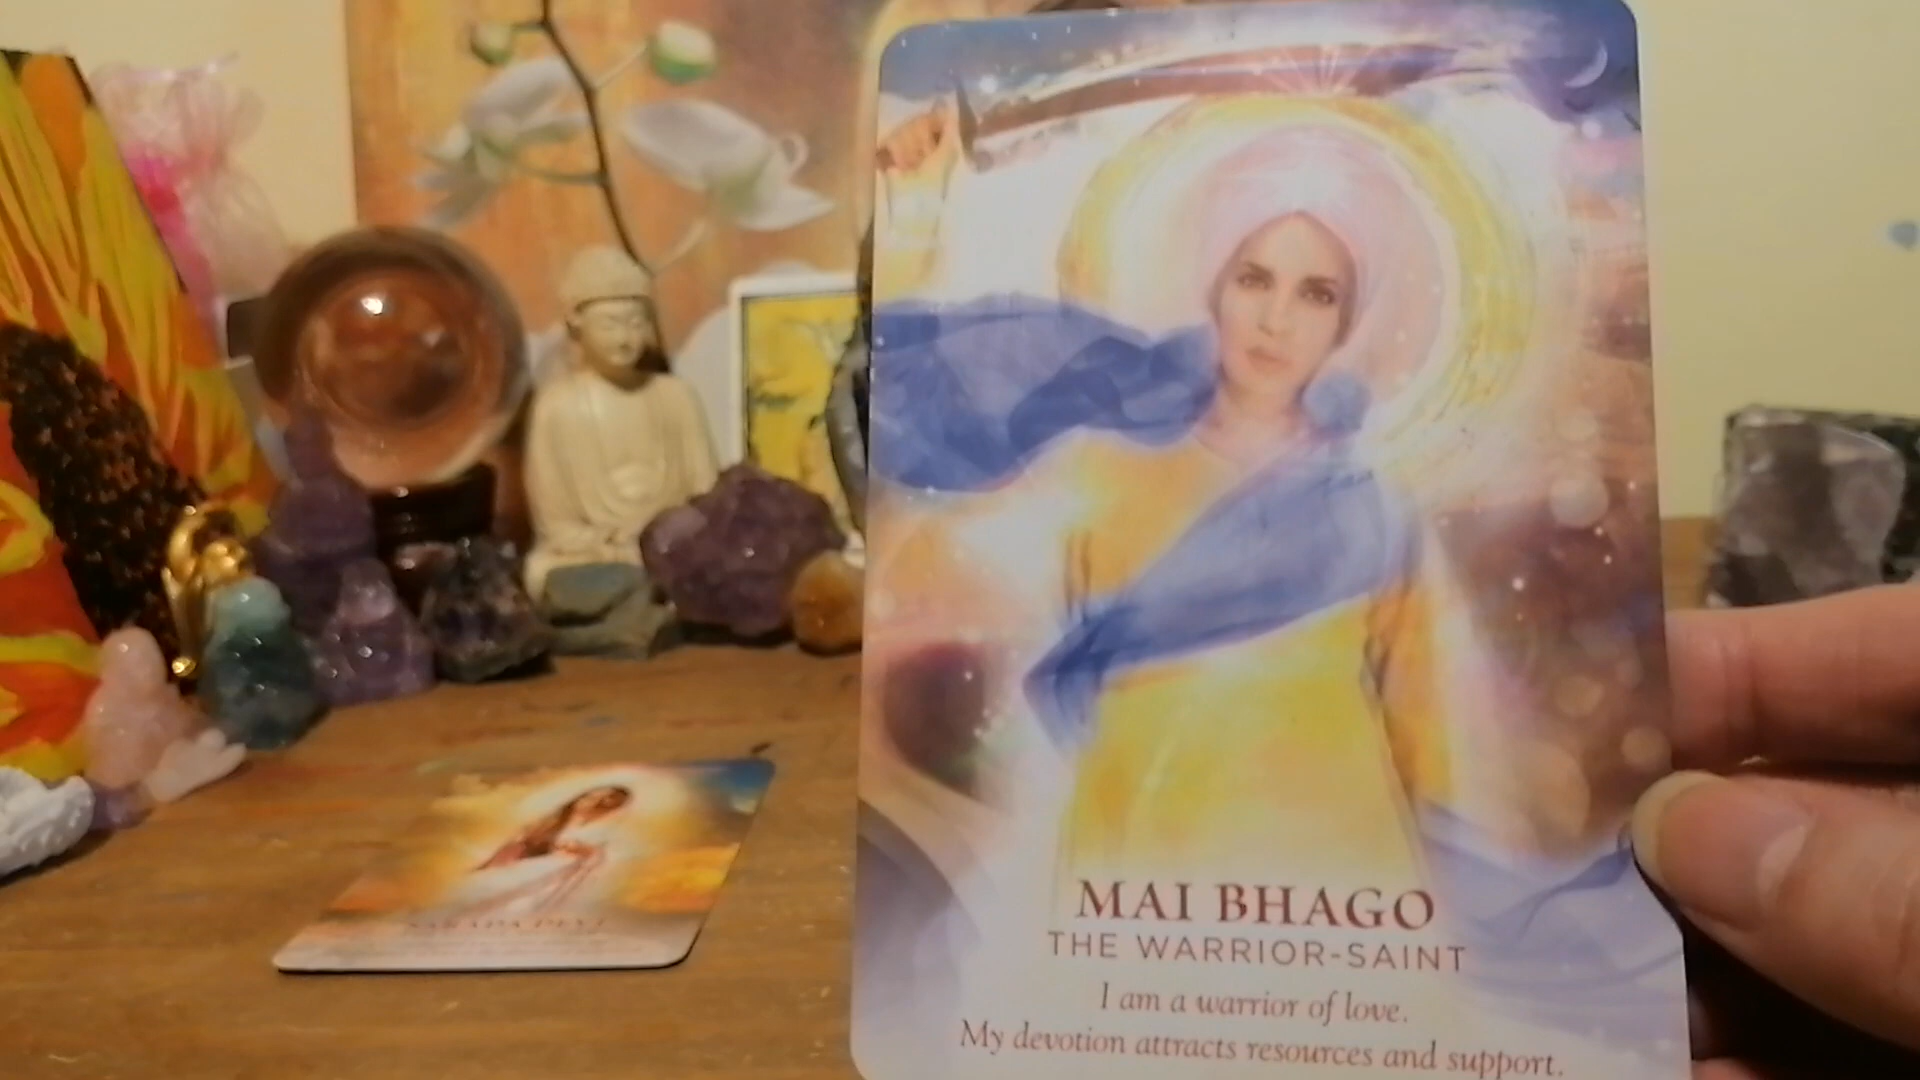 MAI BHAGO
THE WARRIOR-SAINT
I am a warrior of love.
My devotion attracts resources and support.